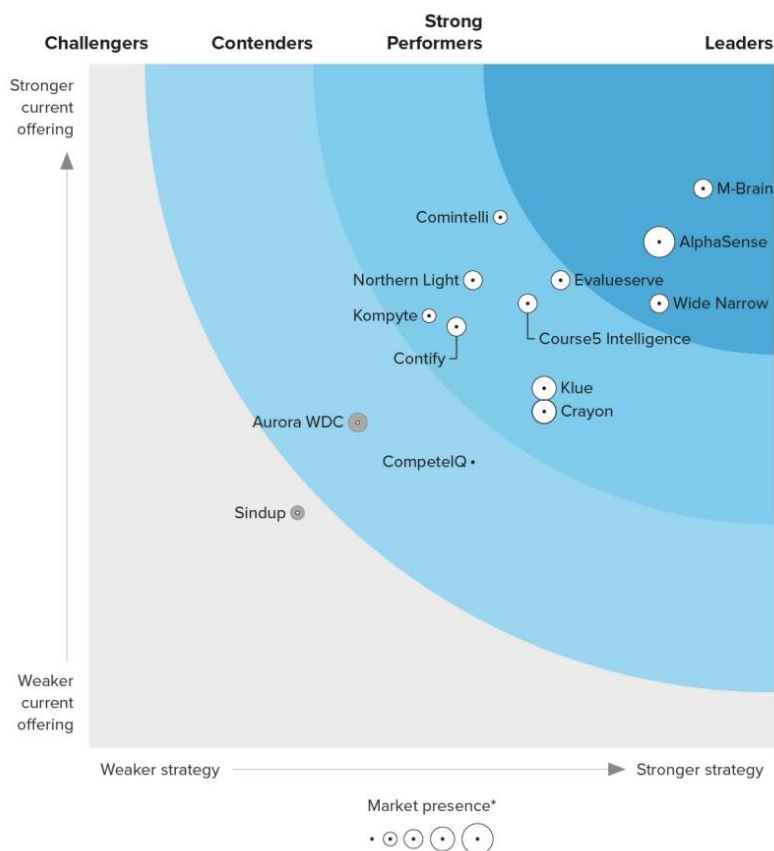 Strong
Challengers Contenders Performers Leaders
Stronger
current
offering
M-Brain
Comintelli
AlphaSense
Northern Light
Evalueserve
Kompyte
Wide Narrow
Contify
Course5 Intelligence
Klue
Crayon
Aurora WDC
CompeteIQ
Sindup
Weaker
current
offering
Weaker strategy
Stronger strategy
Market presence*